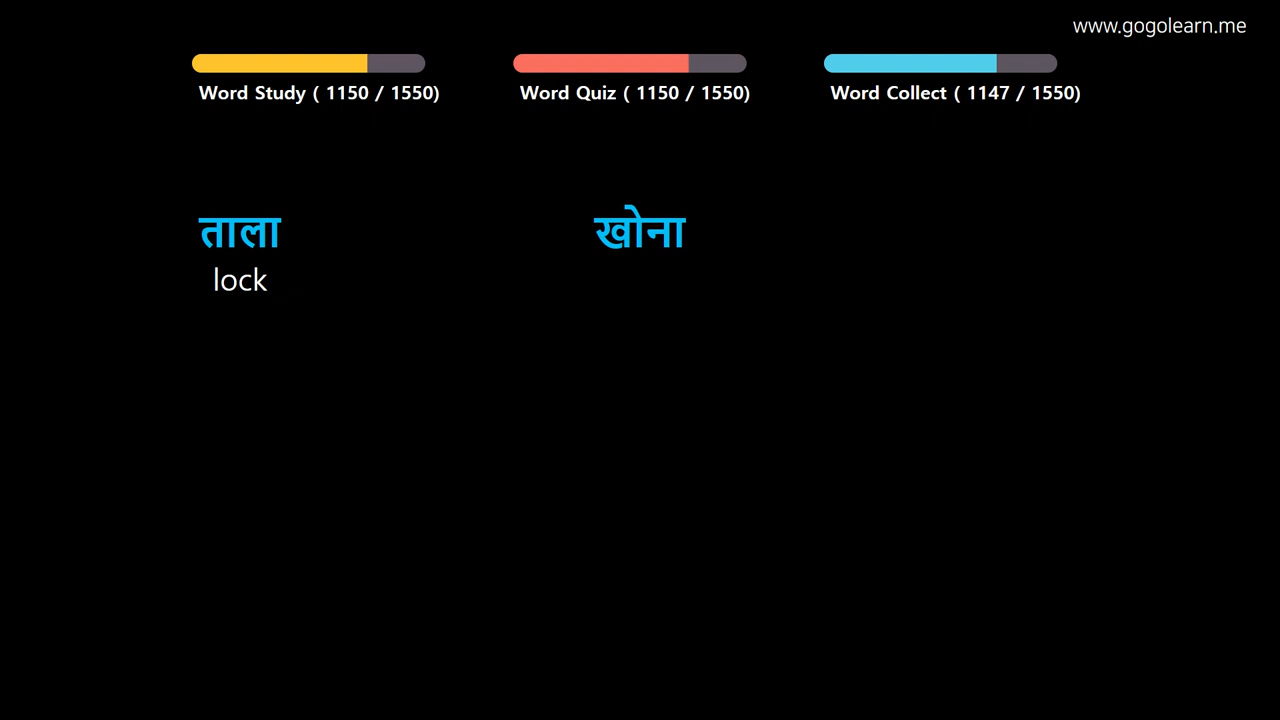 www.gogolearn.me
Word Study ( 1150 / 1550)
Word Quiz ( 1150 / 1550)
Word Collect ( 1147 / 1550)
ताला
खोना
lock